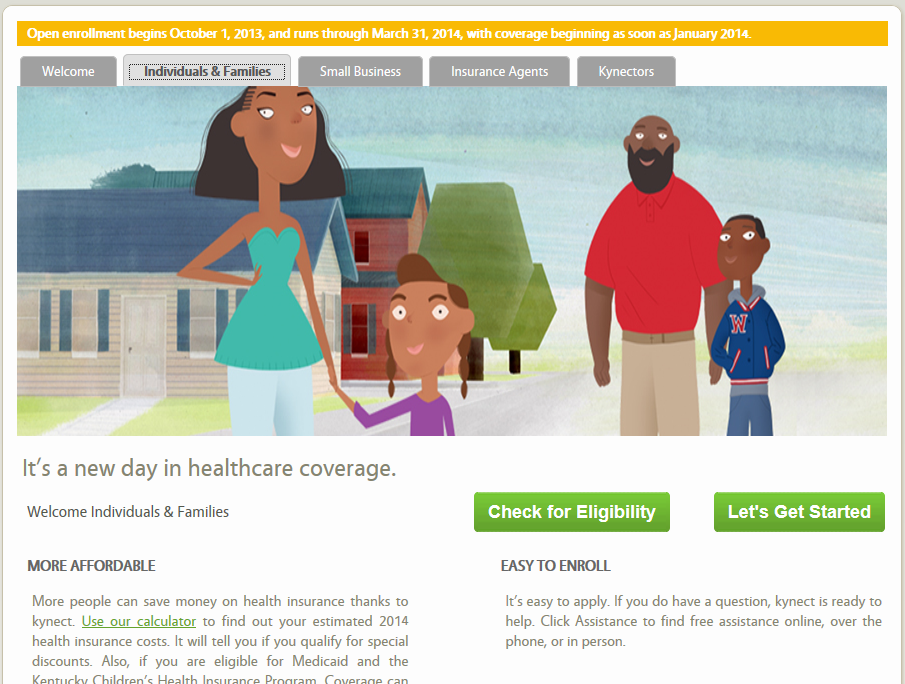 Open enrollment begins October 1, 2013, and runs through March 31, 2014, with coverage beginning as soon as January 2014.
Welcome
Individuals & Families
Small Business
Insurance Agents
Kynectors
W
It's a new day in healthcare coverage.
Welcome Individuals & Families
Check for Eligibility
Let's Get Started
MORE AFFORDABLE
More people can save money on health insurance thanks to
kynect. Use our calculator to find out your estimated 2014
health insurance costs. It will tell you if you qualify for special
discounts. Also, if you are eligible for Medicaid and the
Kentucky Children's Health Insurance Program, Coverage can
EASY TO ENROLL
It's easy to apply. If you do have a question, kynect is ready to
help. Click Assistance to find free assistance online, over the
phone, or in person.